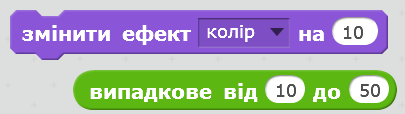 змінити ефект колір на 10
випадкове від 10 до 50